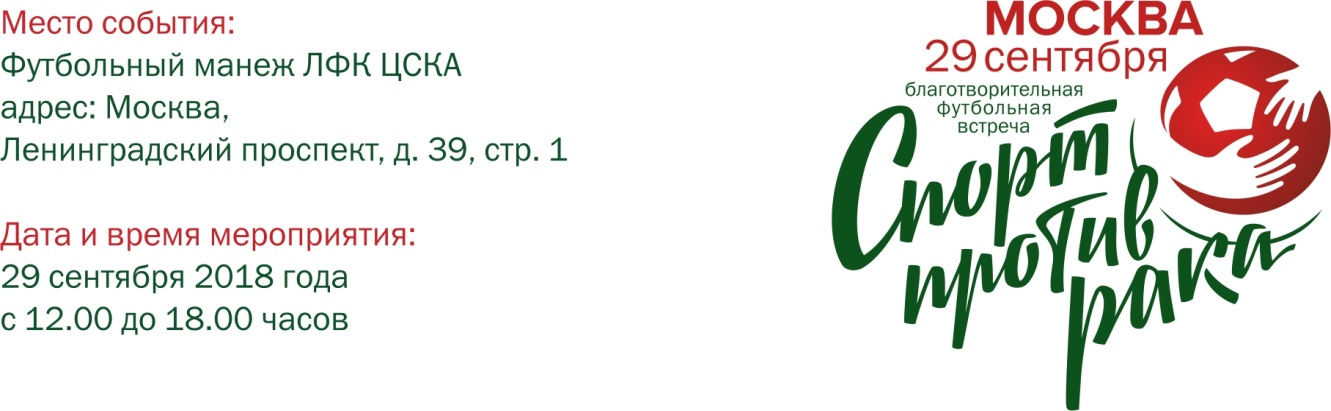 Место события:
Футбольный манеж ЛФК ЦСКА
адрес: Москва,
Ленинградский проспект, д. 39, стр. 1
Дата и время мероприятия:
29 сентября 2018 года
с 12.00 до 18.00 часов
МОСКВА
29 сентября
благотворительная
футбольная
встреча
Спорт
против
рака